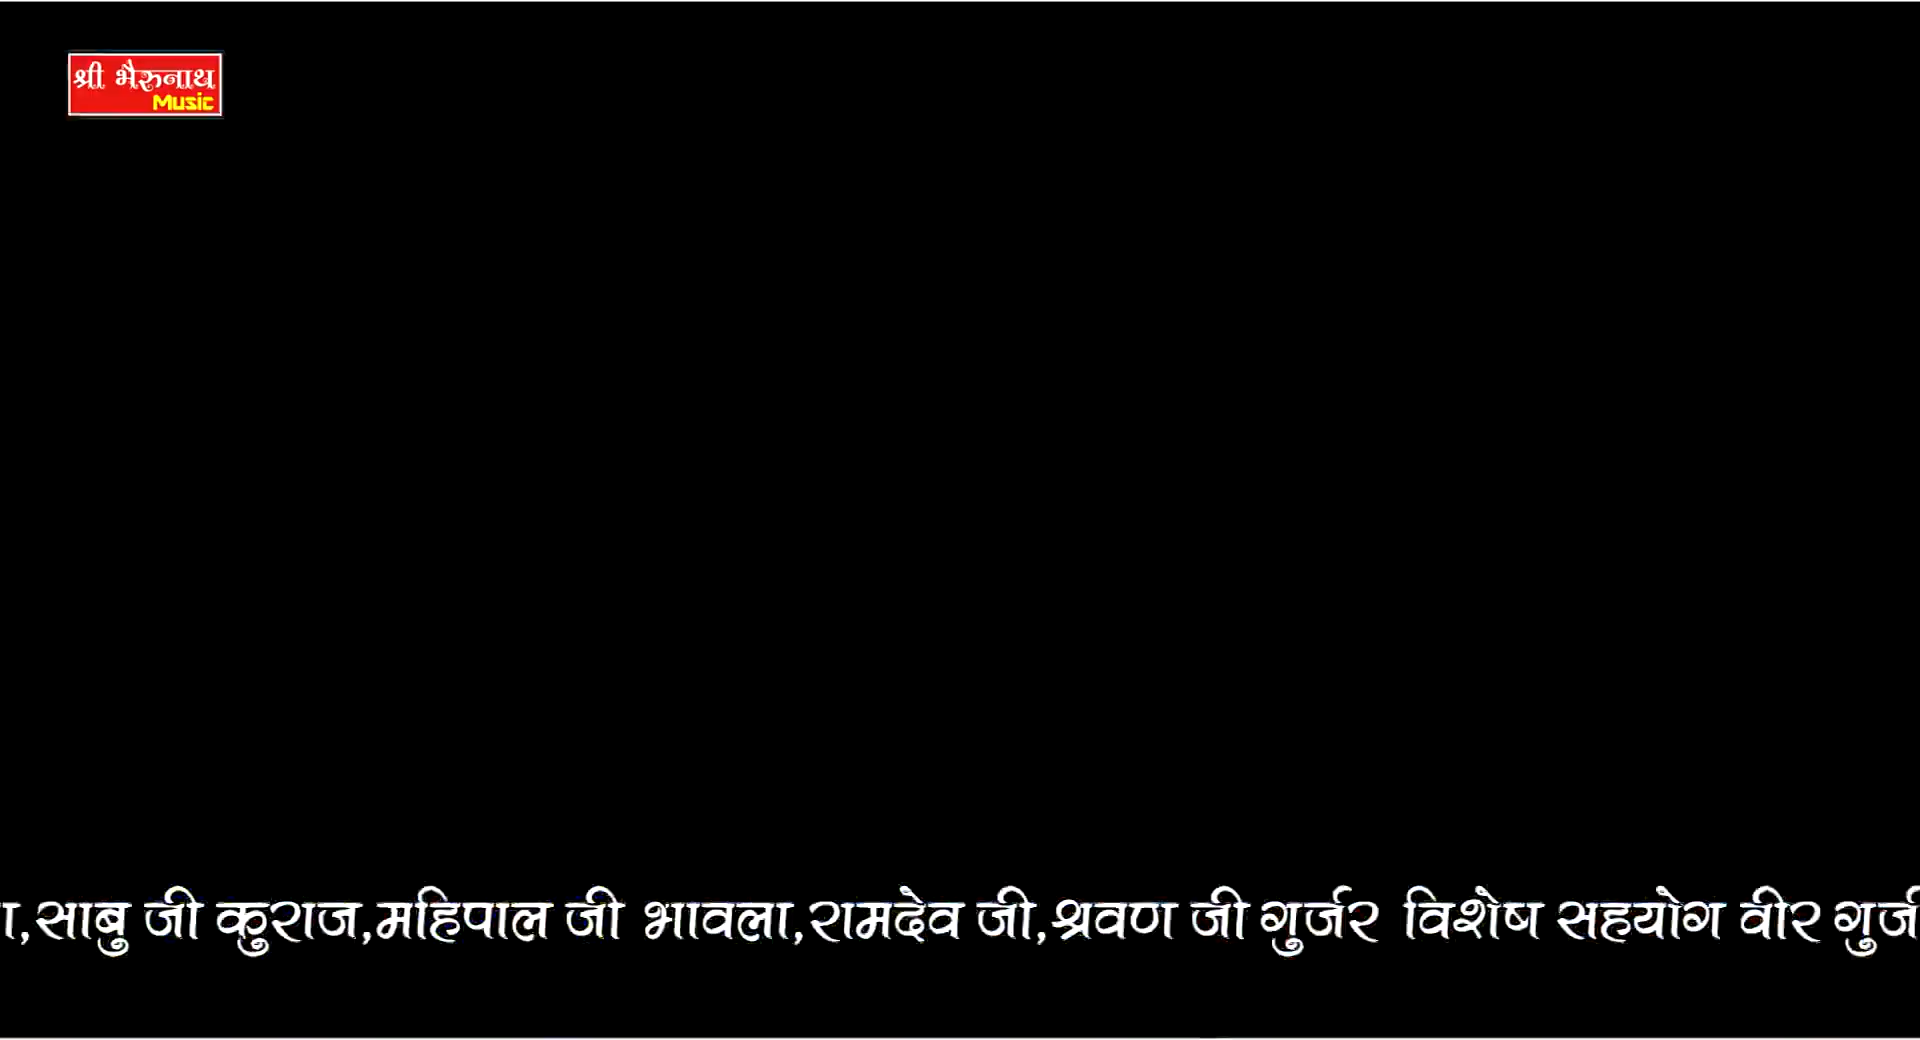 श्री भैरुनाथ
Music
,साबु जी कुराज,महिपाल जी भावला,रामदेव जी,श्रवण जी गुर्जर विशेष सहयोग वीर